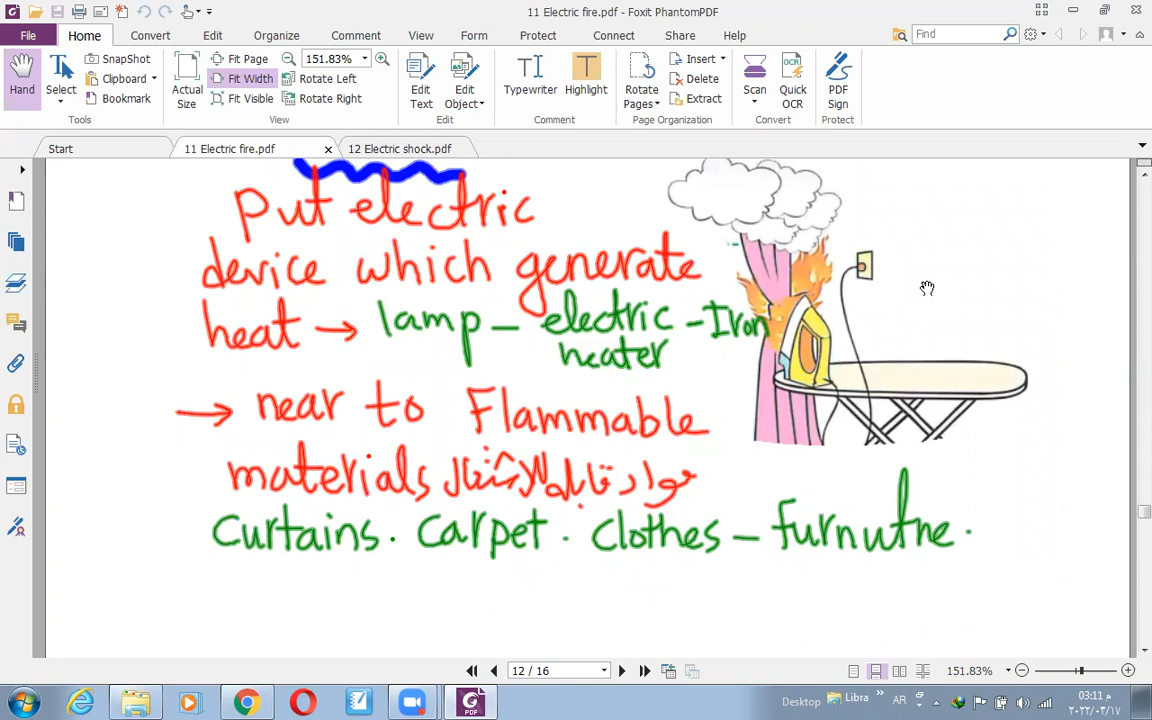 11 Electric fire.pdf - Foxit PhantomPDF
File Home Convert Edit Organize Comment View Form Protect Connect Share Help Find
Hand
Select
SnapShot
Clipboard
Bookmark
Tools
Actual Size
Fit Page
Fit Width
Fit Visible
151.83%
Rotate Left
Rotate Right
View
Edit Text
Edit Object
Edit
Typewriter
Highlight
Comment
Rotate Pages
Insert
Delete
Extract
Page Organization
Scan
Quick OCR
Convert
PDF Sign
Protect
Start 11 Electric fire.pdf 12 Electric shock.pdf
Put electric
device which generate
heat → lamp – electric heater – Iron
→ near to Flammable
materials مواد قابلة للاشتعال
Curtains . Carpet . Clothes – furnutre .
12 / 16 151.83%
PDF Desktop Libra » AR 03:11 م
٢٠٢٢/٠٣/١٧